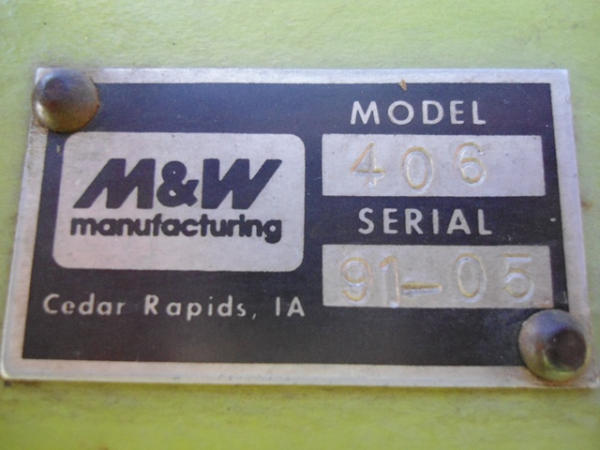 M&W
manufacturing
Cedar Rapids, IA
MODEL
406
SERIAL
91-05